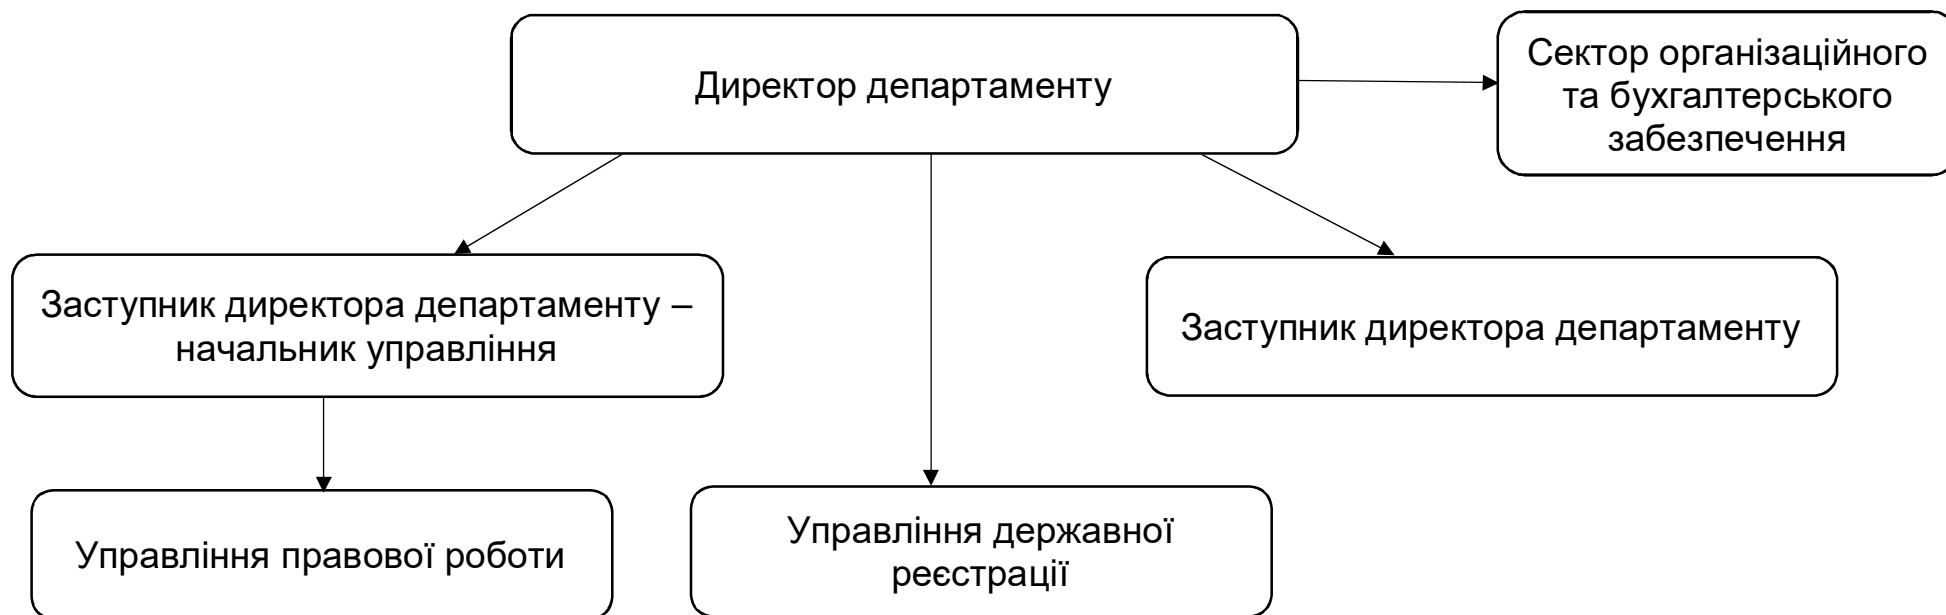 Директор департаменту
Сектор організаційного
та бухгалтерського
забезпечення
Заступник директора департаменту –
начальник управління
Заступник директора департаменту
Управління правової роботи
Управління державної
реєстрації